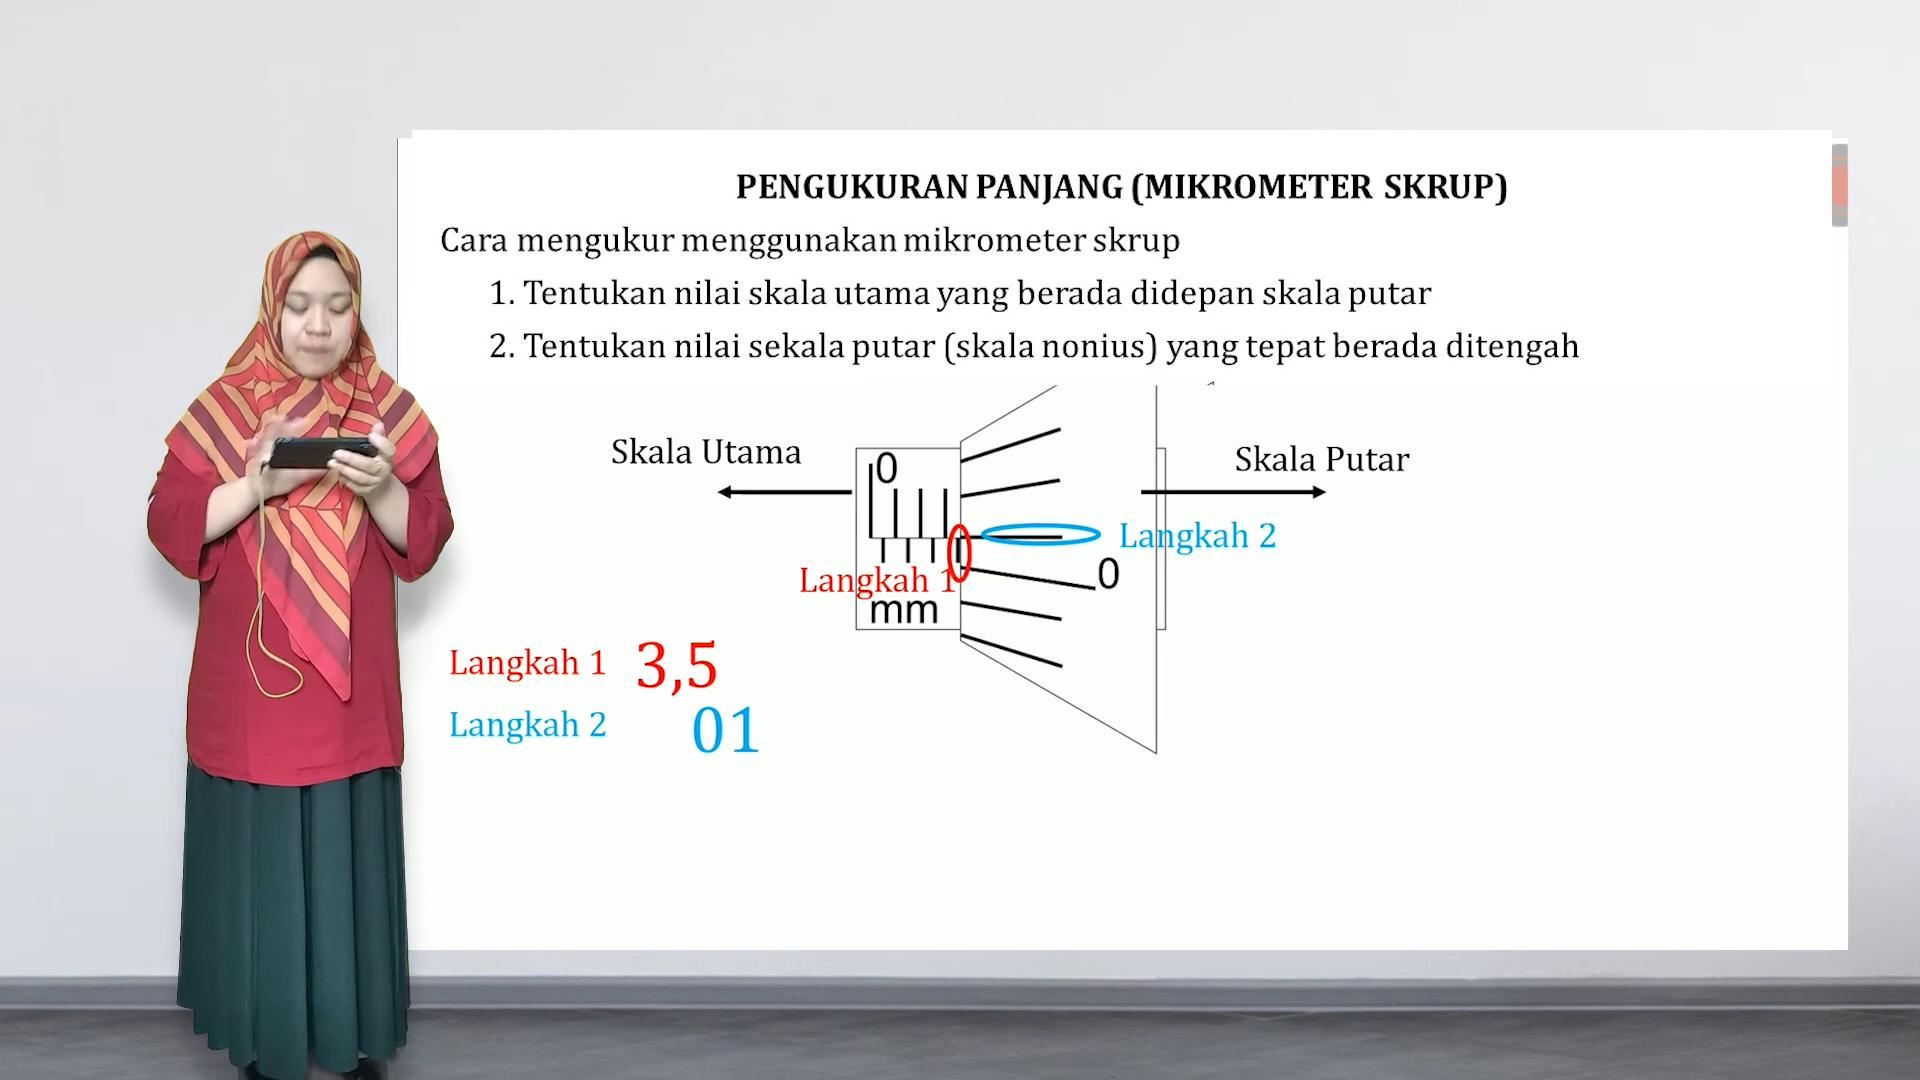 PENGUKURAN PANJANG (MIKROMETER SKRUP)
Cara mengukur menggunakan mikrometer skrup
1. Tentukan nilai skala utama yang berada didepan skala putar
2. Tentukan nilai sekala putar (skala nonius) yang tepat berada ditengah
Skala Utama
0
Skala Putar
Langkah 2
0
Langkah 1
mm
Langkah 1 3,5
Langkah 2 01